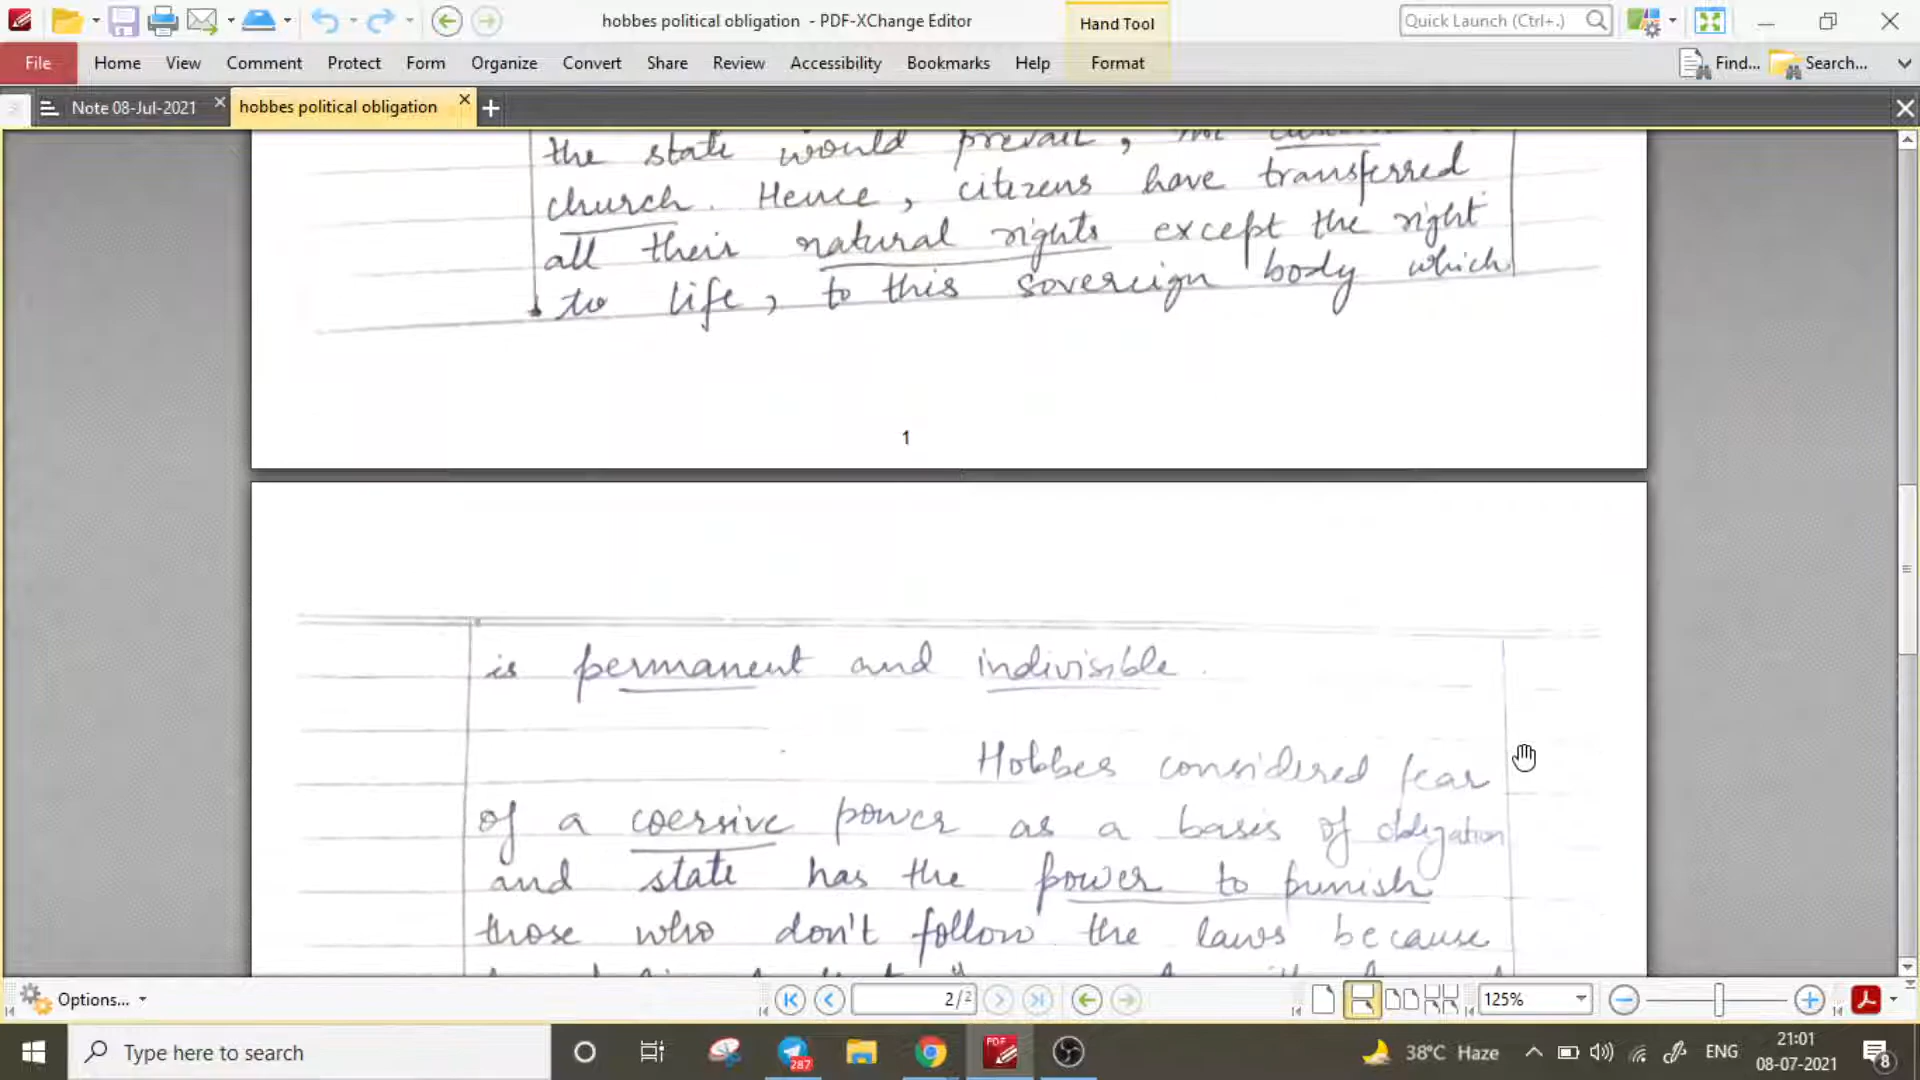 hobbes political obligation - PDF-XChange Editor
Hand Tool
Quick Launch (Ctrl+.)
File Home View Comment Protect Form Organize Convert Share Review Accessibility Bookmarks Help Format Find... Search...
Note 08-Jul-2021 hobbes political obligation
the state would prevail,
church. Hence, citizens have transferred
all their natural rights except the right
to life, to this sovereign body which
1
is permanent and indivisible.
Hobbes considered fear
of a coersive power as a basis of obligation
and state has the power to punish
those who don't follow the laws because
Options... 2/2 125%
Type here to search
287
PDF
38°C Haze
ENG
21:01
08-07-2021
8